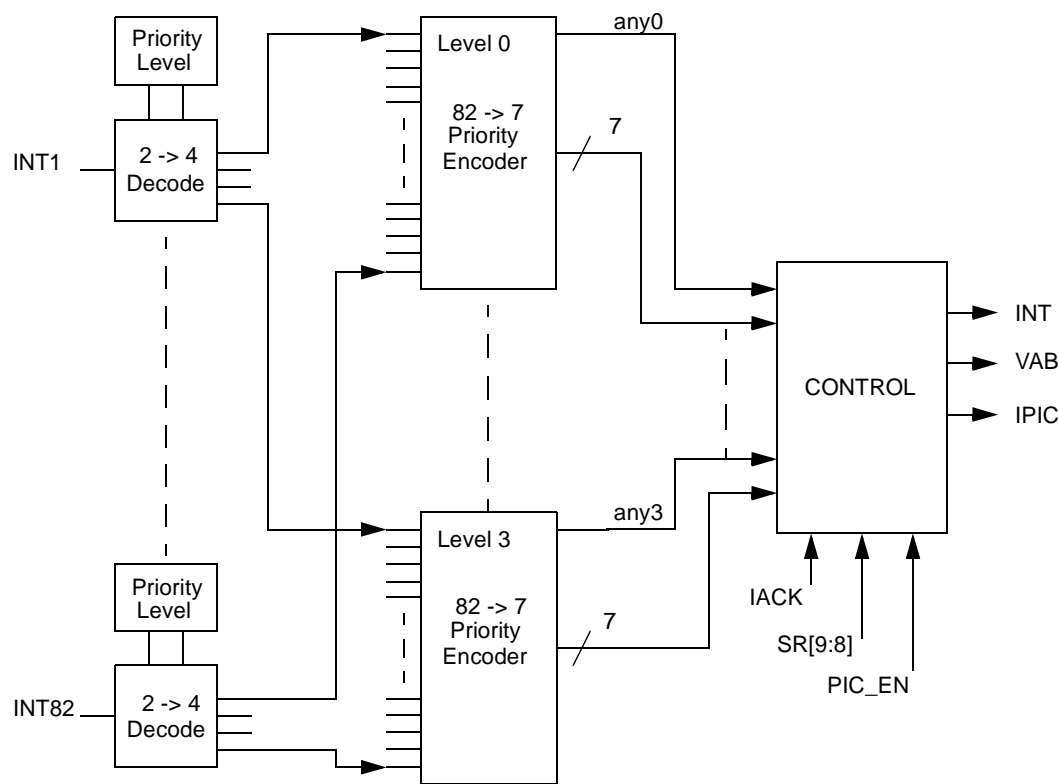 Priority
Level
INT1
2 -> 4
Decode
Level 0
82 -> 7
Priority
Encoder
any0
7
CONTROL
INT
VAB
IPIC
IACK
SR[9:8]
PIC_EN
Priority
Level
INT82
2 -> 4
Decode
Level 3
82 -> 7
Priority
Encoder
any3
7